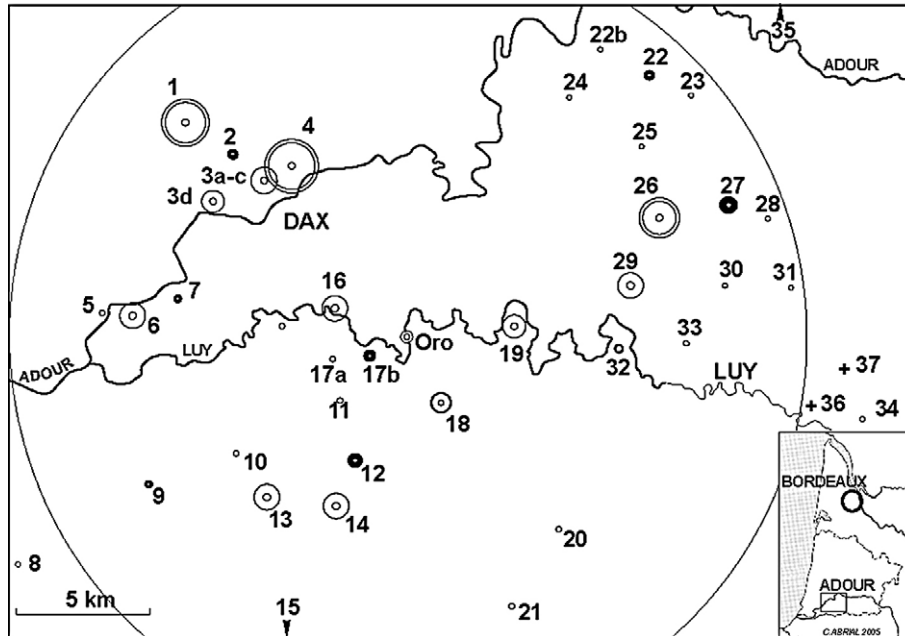 35
ADOUR
22b
22
24
23
1
2
4
25
3a-c
3d
DAX
26
27
28
29
30
31
5
6
7
16
LUY
Oro
19
33
32
LUY
37
ADOUR
17a
17b
11
18
36
34
10
12
9
13
14
BORDEAUX
20
8
5 km
15
21
ADOUR
C.ABRIAL 2005